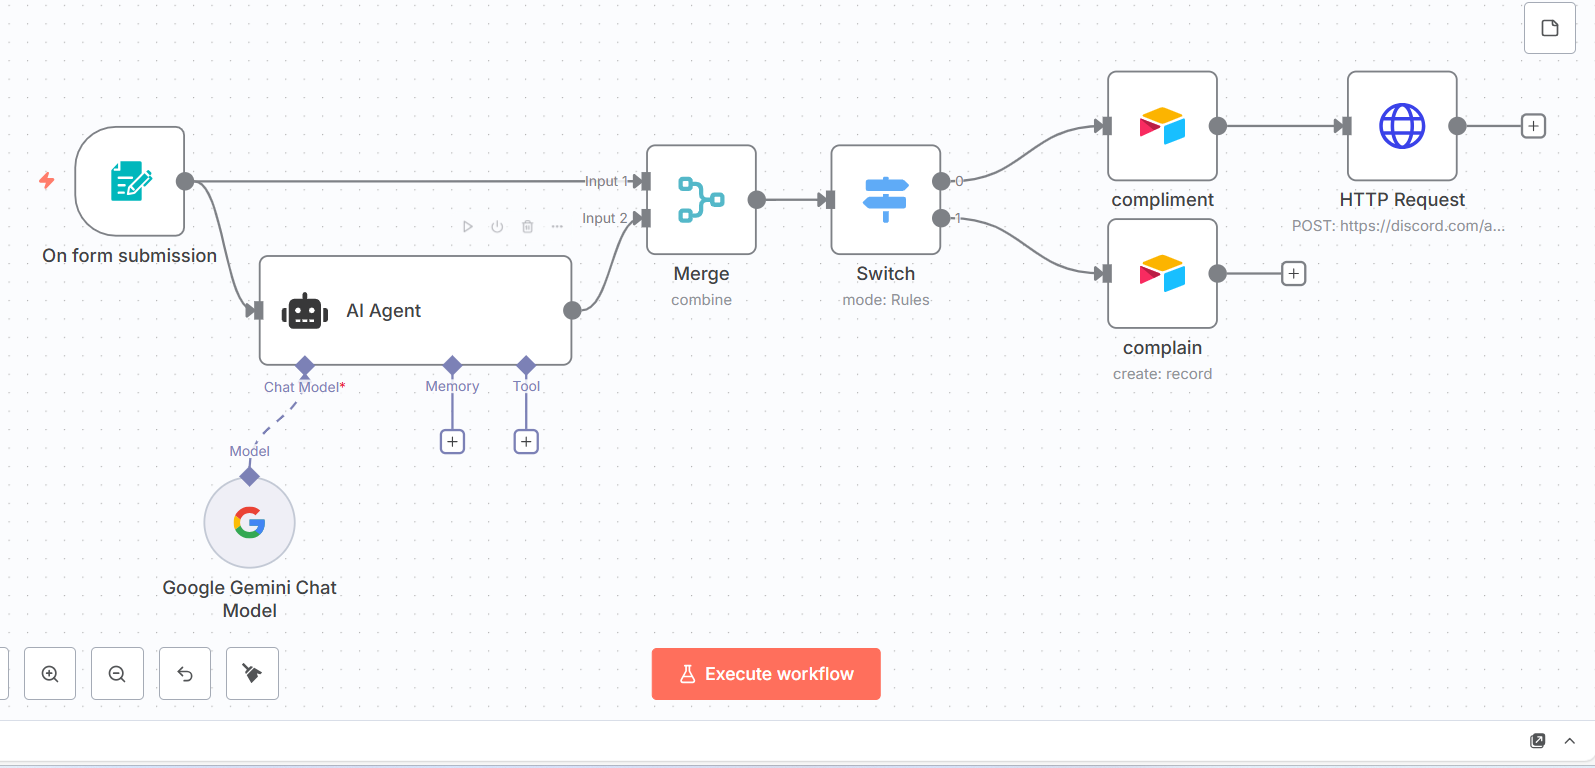 On form submission
AI Agent
Chat Model*
Memory
Tool
Model
Google Gemini Chat
Model
Input 1
Input 2
Merge
combine
Switch
mode: Rules
0
1
compliment
complain
create: record
HTTP Request
POST: https://discord.com/a...
Execute workflow